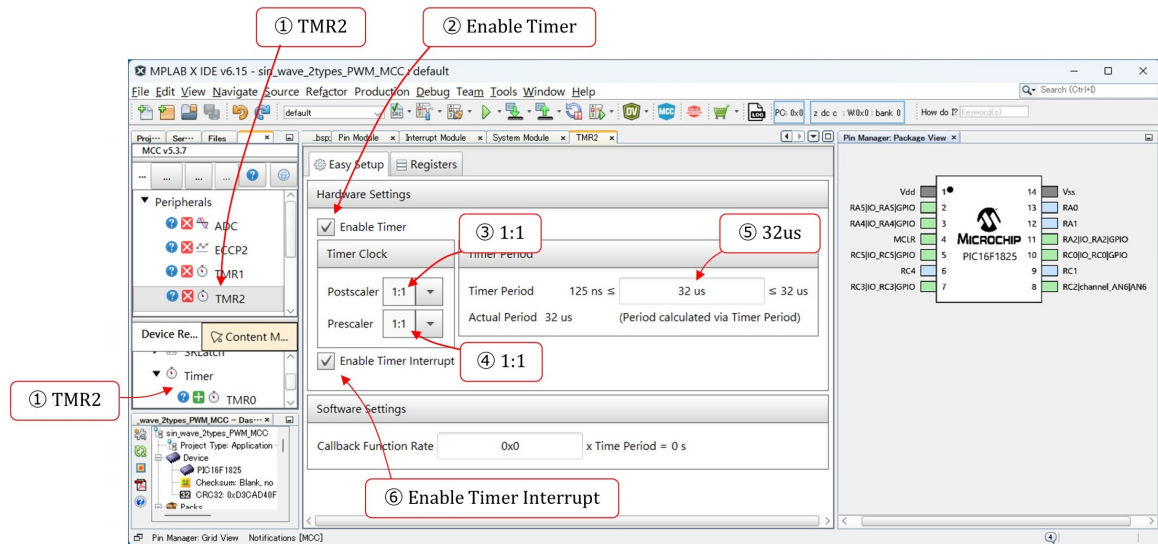 ① TMR2
② Enable Timer
MPLAB X IDE v6.15 - sin_wave_2types_PWM_MCC : default
File Edit View Navigate Source Refactor Production Debug Team Tools Window Help
Search (Ctrl+I)
default
PC: 0x0
z dc c : W:0x0 : bank 0
How do I?
Keyword(s)
Proj··· Ser··· Files
.bsp; Pin Module Interrupt Module System Module TMR2
Pin Manager: Package View
MCC v5.3.7
Easy Setup Registers
Peripherals
ADC
ECCP2
TMR1
TMR2
Hardware Settings
Enable Timer
③ 1:1
⑤ 32us
Timer Clock
Timer Period
Postscaler 1:1
Timer Period 125 ns ≤ 32 us ≤ 32 us
Prescaler 1:1
Actual Period 32 us (Period calculated via Timer Period)
Enable Timer Interrupt
④ 1:1
Device Re... Content M...
SRLatch
Timer
TMR0
① TMR2
Software Settings
Callback Function Rate 0x0 x Time Period = 0 s
_wave_2types_PWM_MCC - Das···
sin_wave_2types_PWM_MCC
Project Type: Application -
Device
PIC16F1825
Checksum: Blank, no
CRC32: 0xD3CAD40F
Packs
⑥ Enable Timer Interrupt
Vdd 1 14 Vss
RA5|IO_RA5|GPIO 2 13 RA0
RA4|IO_RA4|GPIO 3 12 RA1
MCLR 4 MICROCHIP 11 RA2|IO_RA2|GPIO
RC5|IO_RC5|GPIO 5 PIC16F1825 10 RC0|IO_RC0|GPIO
RC4 6 9 RC1
RC3|IO_RC3|GPIO 7 8 RC2|channel_AN6|AN6
Pin Manager: Grid View Notifications [MCC]
4